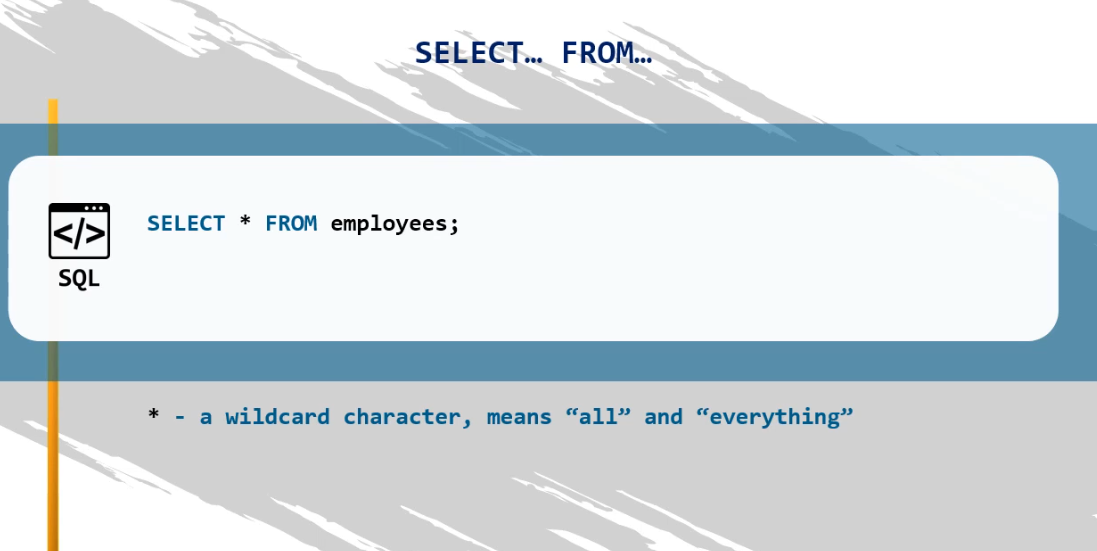 SELECT… FROM…
</>
SELECT * FROM employees;
SQL
* - a wildcard character, means “all” and “everything”